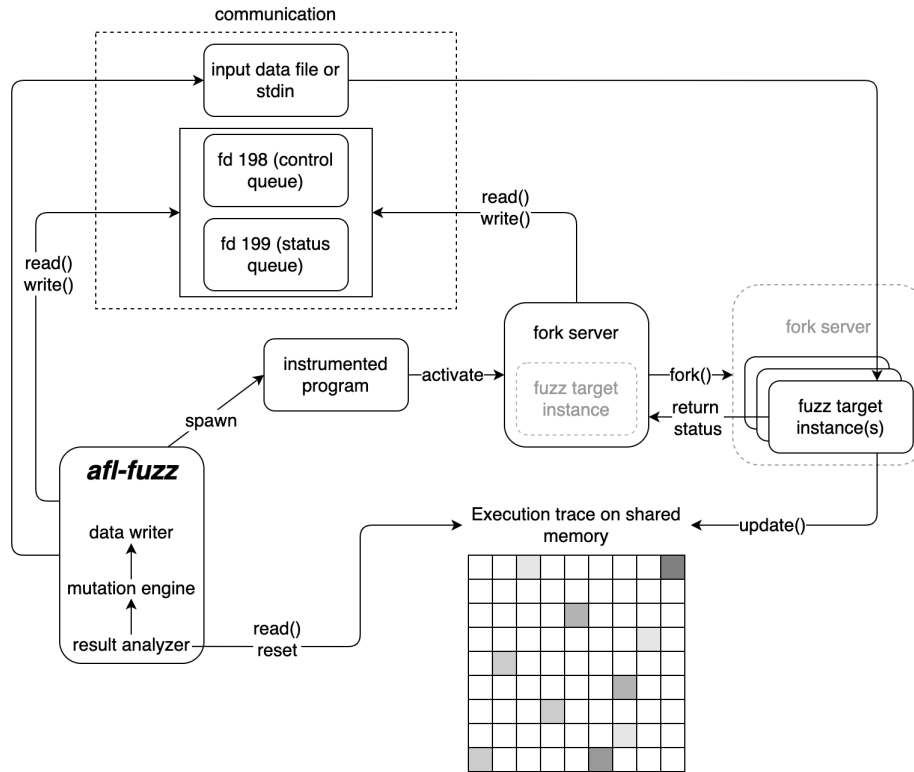 communication
input data file or
stdin
fd 198 (control
queue)
fd 199 (status
queue)
read()
write()
read()
write()
fork server
fork server
instrumented
program
activate
fuzz target
instance
fork()
return
status
fuzz target
instance(s)
spawn
afl-fuzz
data writer
mutation engine
result analyzer
read()
reset
Execution trace on shared
memory
update()